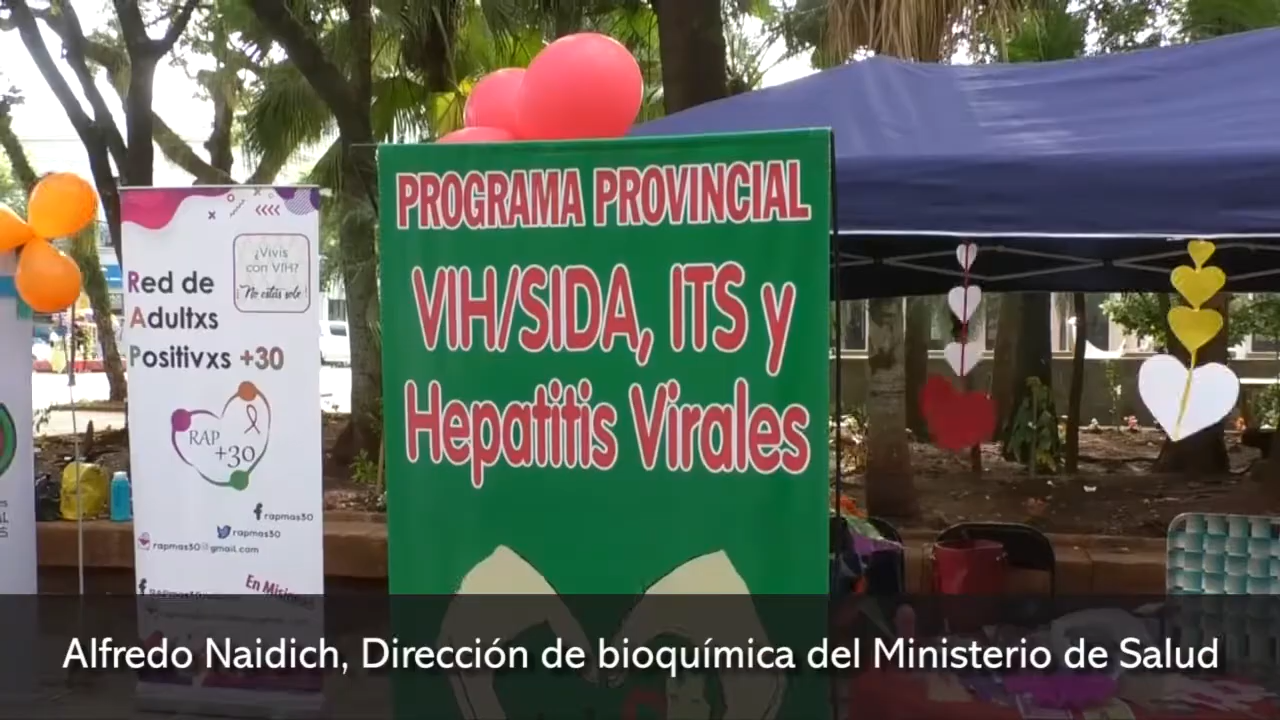 Red de
Adultxs
Positivxs +30
¿Vivís
con VIH?
¡No estás sole!
RAP
+30
rapmas30
rapmas30
rapmas30@gmail.com
En Misiones
PROGRAMA PROVINCIAL
VIH/SIDA, ITS y
Hepatitis Virales
Alfredo Naidich, Dirección de bioquímica del Ministerio de Salud